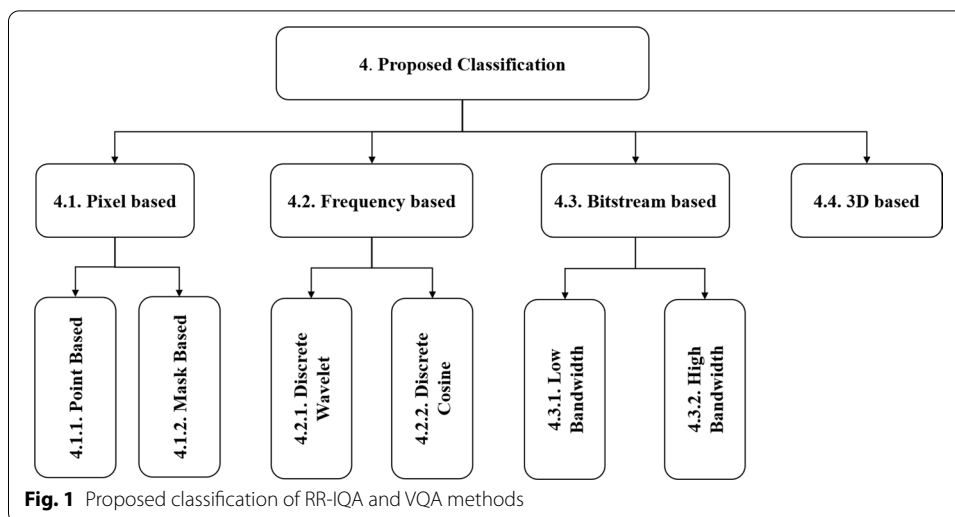 4. Proposed Classification
4.1. Pixel based
4.2. Frequency based
4.3. Bitstream based
4.4. 3D based
4.1.1. Point Based
4.1.2. Mask Based
4.2.1. Discrete
Wavelet
4.2.2. Discrete
Cosine
4.3.1. Low
Bandwidth
4.3.2. High
Bandwidth
Fig. 1 Proposed classification of RR-IQA and VQA methods